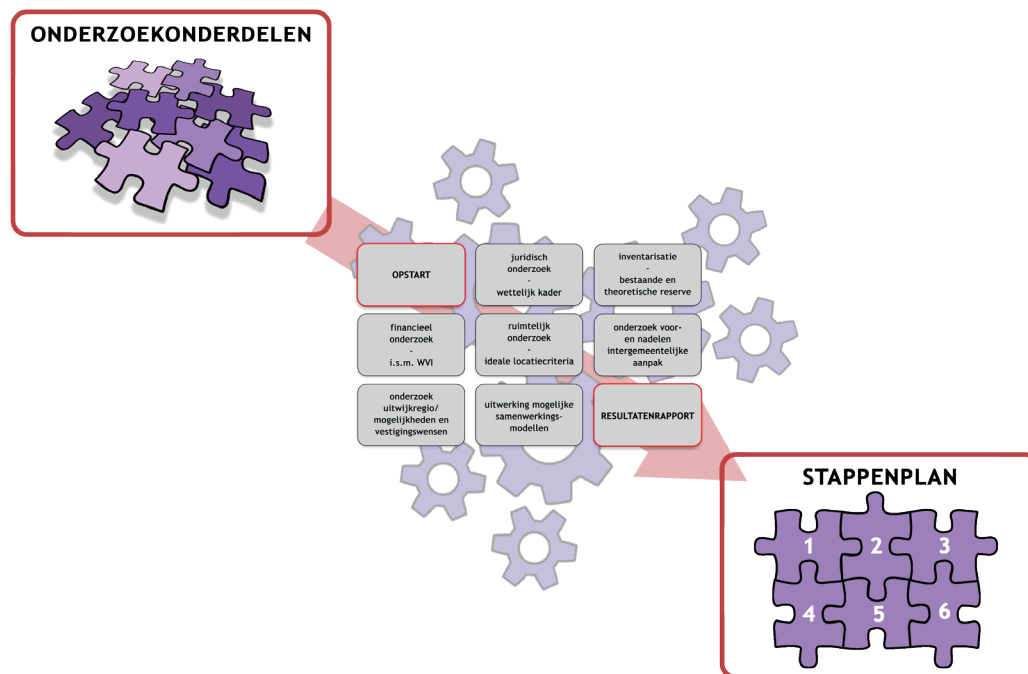 ONDERZOEKONDERDELEN
OPSTART
juridisch
onderzoek
-
wettelijk kader
inventarisatie
-
bestaande en
theoretische reserve
financieel
onderzoek
-
i.s.m. WVI
ruimtelijk
onderzoek
-
ideale locatiecriteria
onderzoek voor-
en nadelen
intergemeentelijke
aanpak
onderzoek
uitwijkregio/
mogelijkheden en
vestigingswensen
uitwerking mogelijke
samenwerkings-
modellen
RESULTATENRAPPORT
STAPPENPLAN
1 2 3
4 5 6